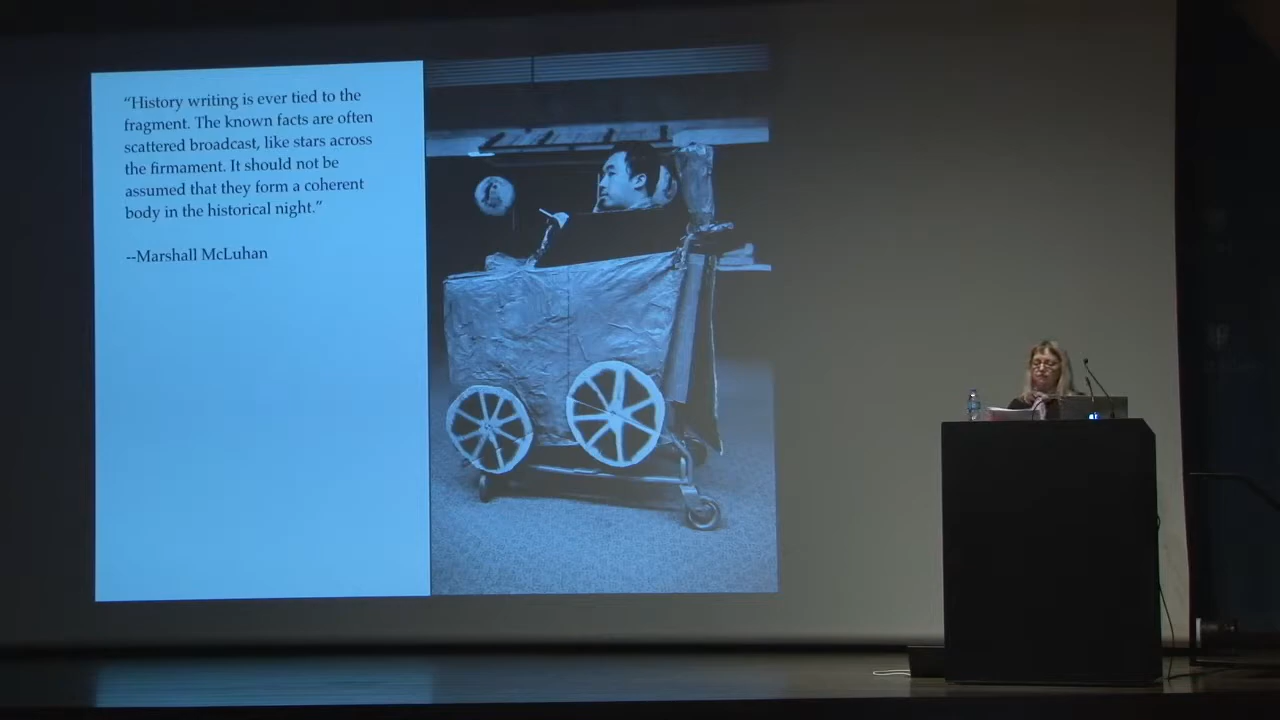 “History writing is ever tied to the
fragment. The known facts are often
scattered broadcast, like stars across
the firmament. It should not be
assumed that they form a coherent
body in the historical night.”
--Marshall McLuhan